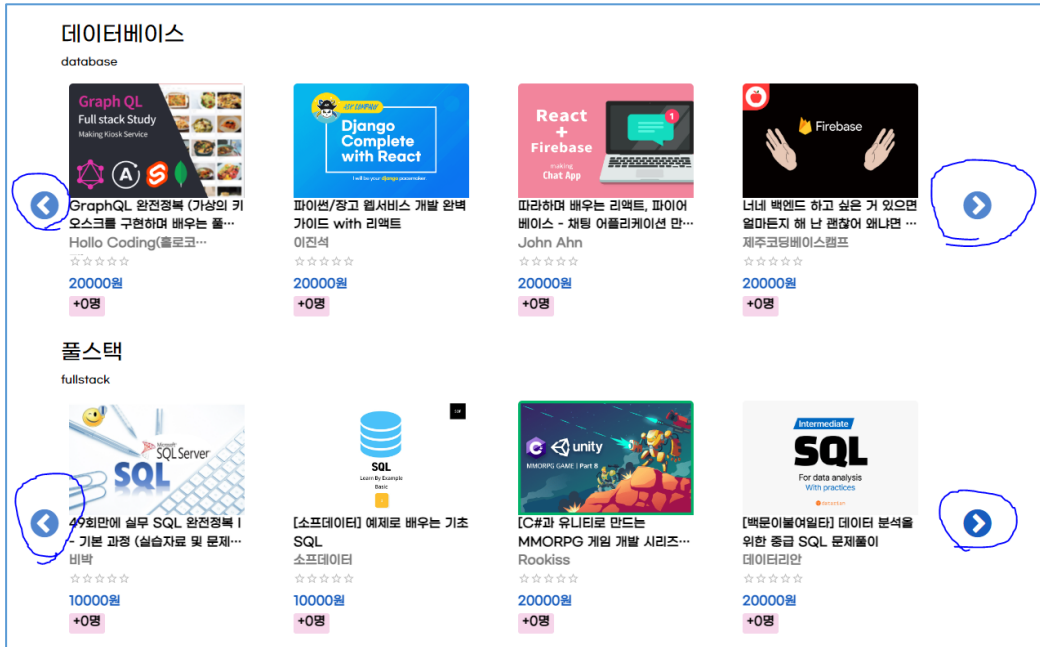 데이터베이스
database
Graph QL
Full stack Study
Making Kiosk Service
A
GraphQL 완전정복 (가상의 키
오스크를 구현하며 배우는 풀…
Hollo Coding(홀로코…
20000원
+0명
Django
Complete
with React
I will be your django pacemaker
파이썬/장고 웹서비스 개발 완벽
가이드 with 리액트
이진석
20000원
+0명
React
+
Firebase
making
Chat App
1
따라하며 배우는 리액트, 파이어
베이스 - 채팅 어플리케이션 만…
John Ahn
20000원
+0명
Firebase
너네 백엔드 하고 싶은 거 있으면
얼마든지 해 난 괜찮어 왜냐면 …
제주코딩베이스캠프
20000원
+0명
풀스택
fullstack
Microsoft
SQL Server
SQL
49회만에 실무 SQL 완전정복 I
- 기본 과정 (실습자료 및 문제…
비박
10000원
+0명
SQL
Learn By Example
Basic
[소프데이터] 예제로 배우는 기초
SQL
소프데이터
10000원
+0명
unity
MMORPG GAME | Part 8
[C#과 유니티로 만드는
MMORPG 게임 개발 시리즈…
Rookiss
20000원
+0명
Intermediate
SQL
For data analysis
With practices
datarian
[백문이불여일타] 데이터 분석을
위한 중급 SQL 문제풀이
데이터리안
20000원
+0명